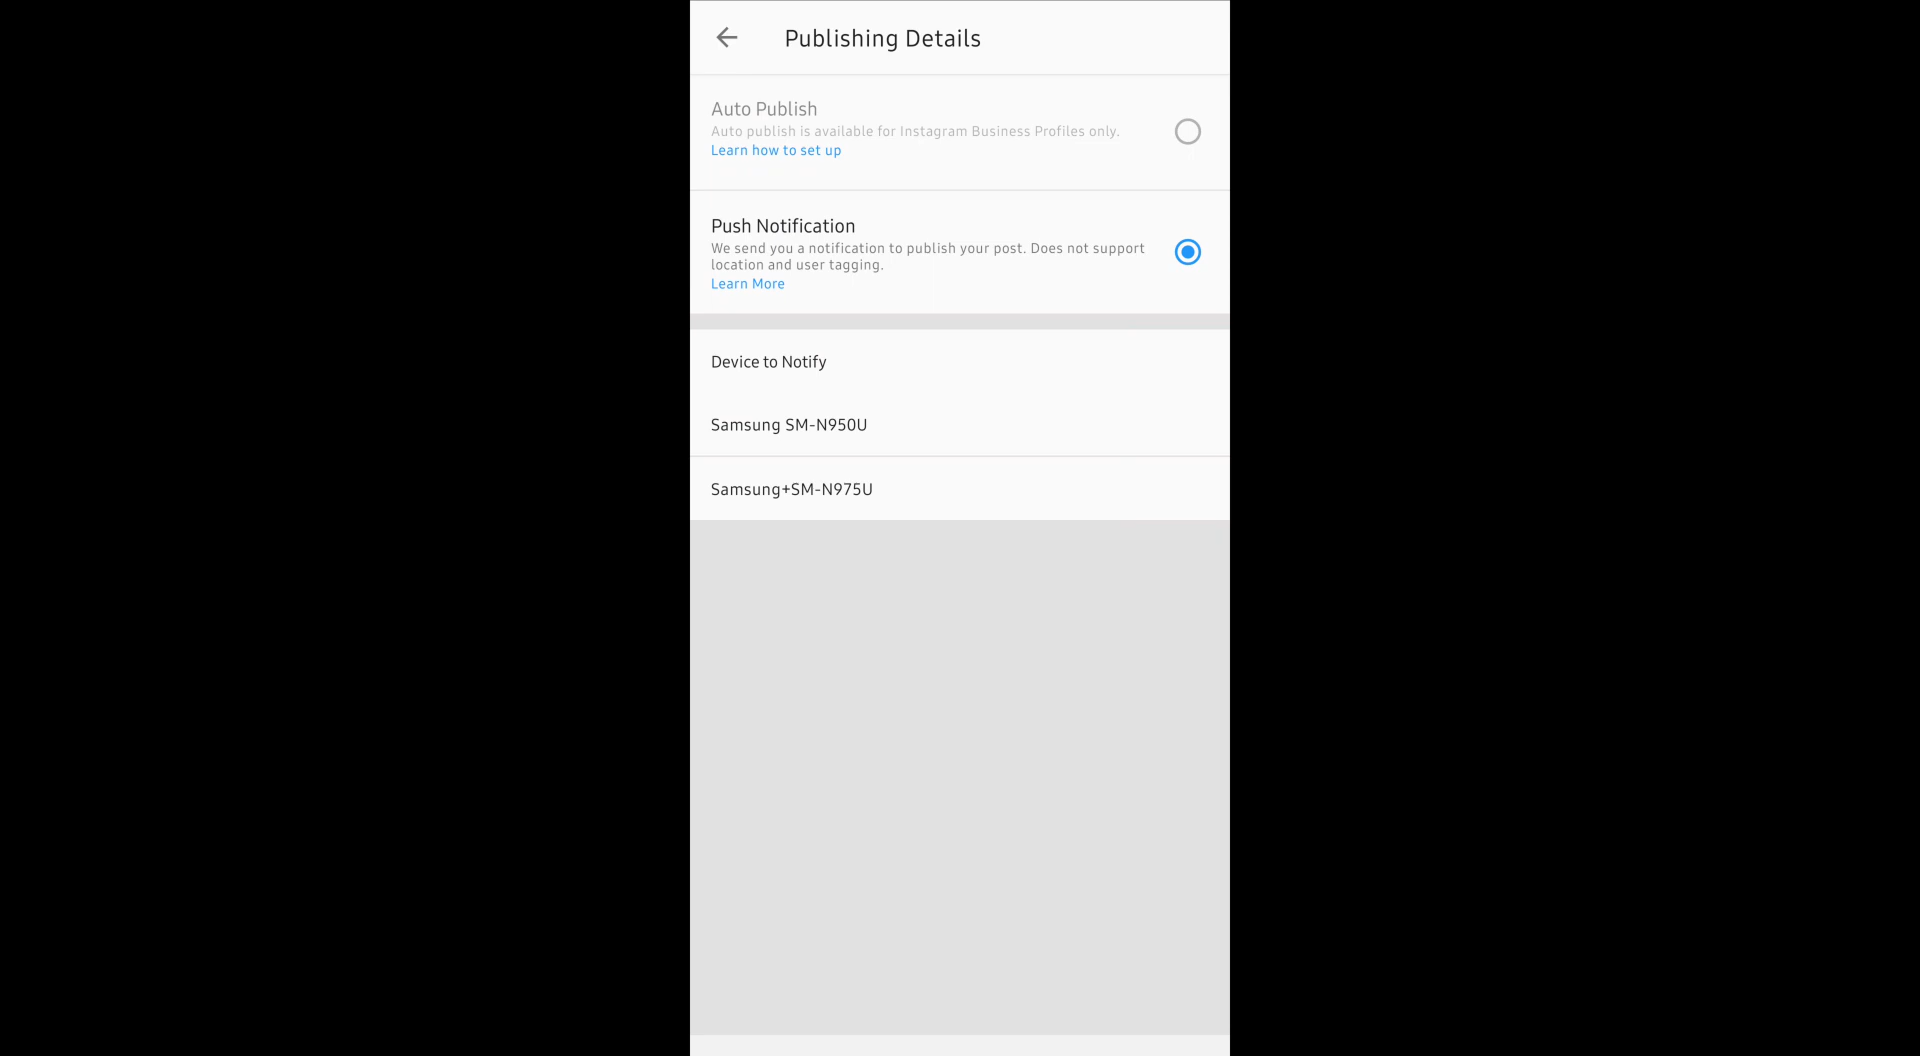 Publishing Details
Auto Publish
Auto publish is available for Instagram Business Profiles only.
Learn how to set up
Push Notification
We send you a notification to publish your post. Does not support
location and user tagging.
Learn More
Device to Notify
Samsung SM-N950U
Samsung+SM-N975U